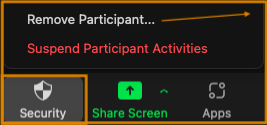 Remove Participant...
Suspend Participant Activities
Security
Share Screen
Apps